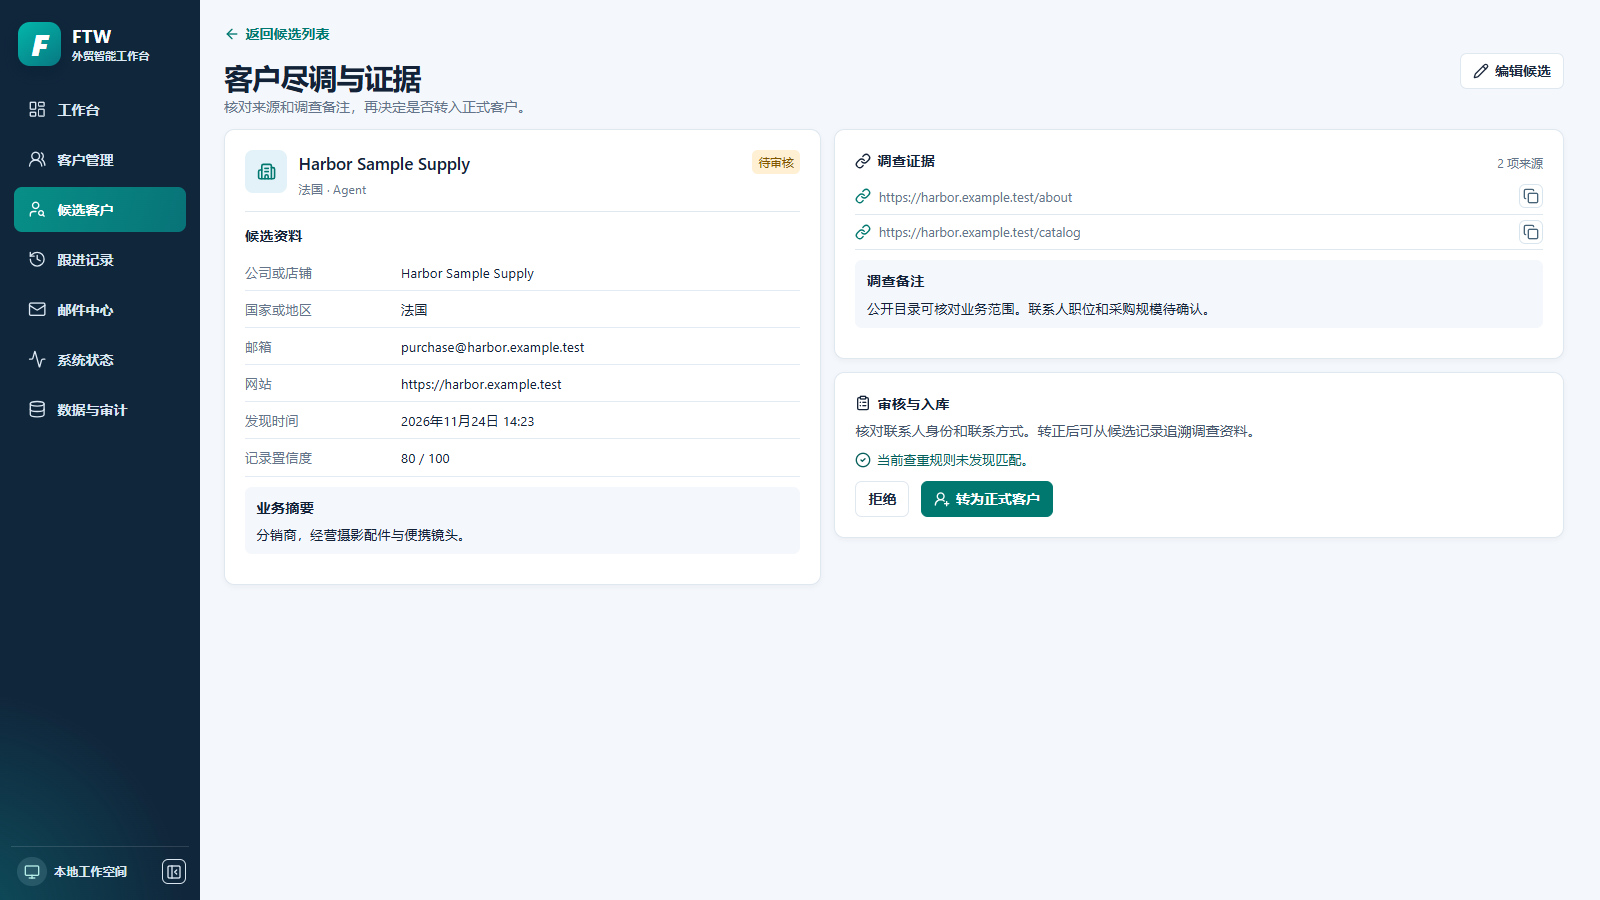 F
FTW
外贸智能工作台
工作台
客户管理
候选客户
跟进记录
邮件中心
系统状态
数据与审计
本地工作空间
返回候选列表
客户尽调与证据
核对来源和调查备注，再决定是否转入正式客户。
编辑候选
Harbor Sample Supply
法国 · Agent
待审核
候选资料
公司或店铺 Harbor Sample Supply
国家或地区 法国
邮箱 purchase@harbor.example.test
网站 https://harbor.example.test
发现时间 2026年11月24日 14:23
记录置信度 80 / 100
业务摘要
分销商，经营摄影配件与便携镜头。
调查证据
2 项来源
https://harbor.example.test/about
https://harbor.example.test/catalog
调查备注
公开目录可核对业务范围。联系人职位和采购规模待确认。
审核与入库
核对联系人身份和联系方式。转正后可从候选记录追溯调查资料。
当前查重规则未发现匹配。
拒绝
转为正式客户